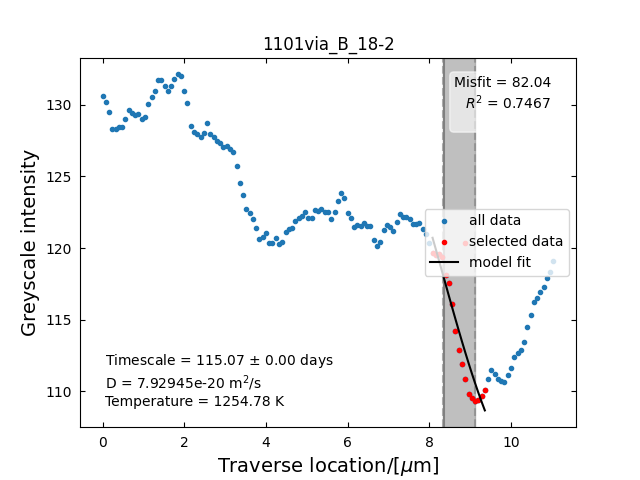 1101via_B_18-2
Misfit = 82.04
R² = 0.7467
130
125
120
115
110
Greyscale intensity
all data
selected data
model fit
Timescale = 115.07 ± 0.00 days
D = 7.92945e-20 m²/s
Temperature = 1254.78 K
0 2 4 6 8 10
Traverse location/[μm]